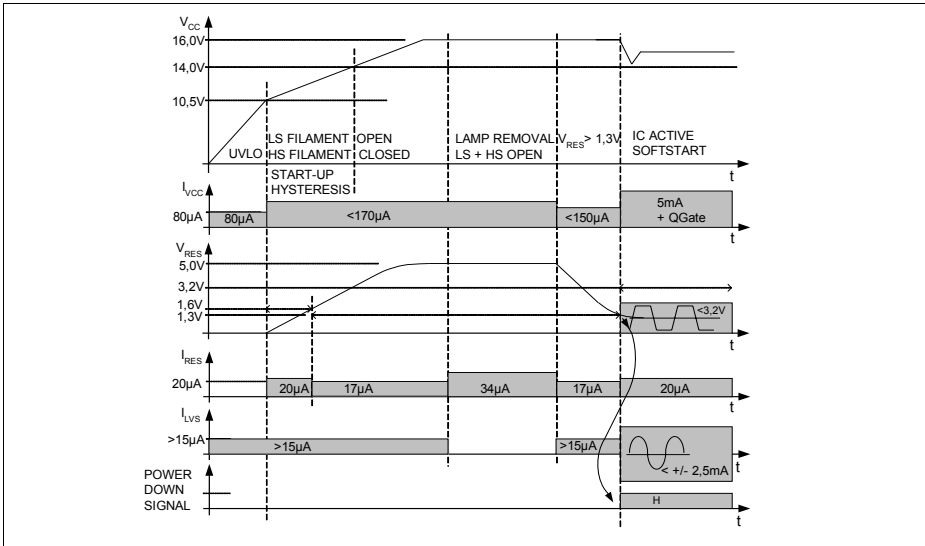 V_CC
16,0V
14,0V
10,5V
LS FILAMENT OPEN
UVLO HS FILAMENT CLOSED
START-UP
HYSTERESIS
LAMP REMOVAL
LS + HS OPEN
V_RES > 1,3V
IC ACTIVE
SOFTSTART
t
I_VCC
80µA
80µA
<170µA
<150µA
5mA
+ QGate
t
V_RES
5,0V
3,2V
1,6V
1,3V
<3,2V
t
I_RES
20µA
20µA
17µA
34µA
17µA
20µA
t
I_LVS
>15µA
>15µA
>15µA
< +/- 2,5mA
t
POWER
DOWN
SIGNAL
H
t